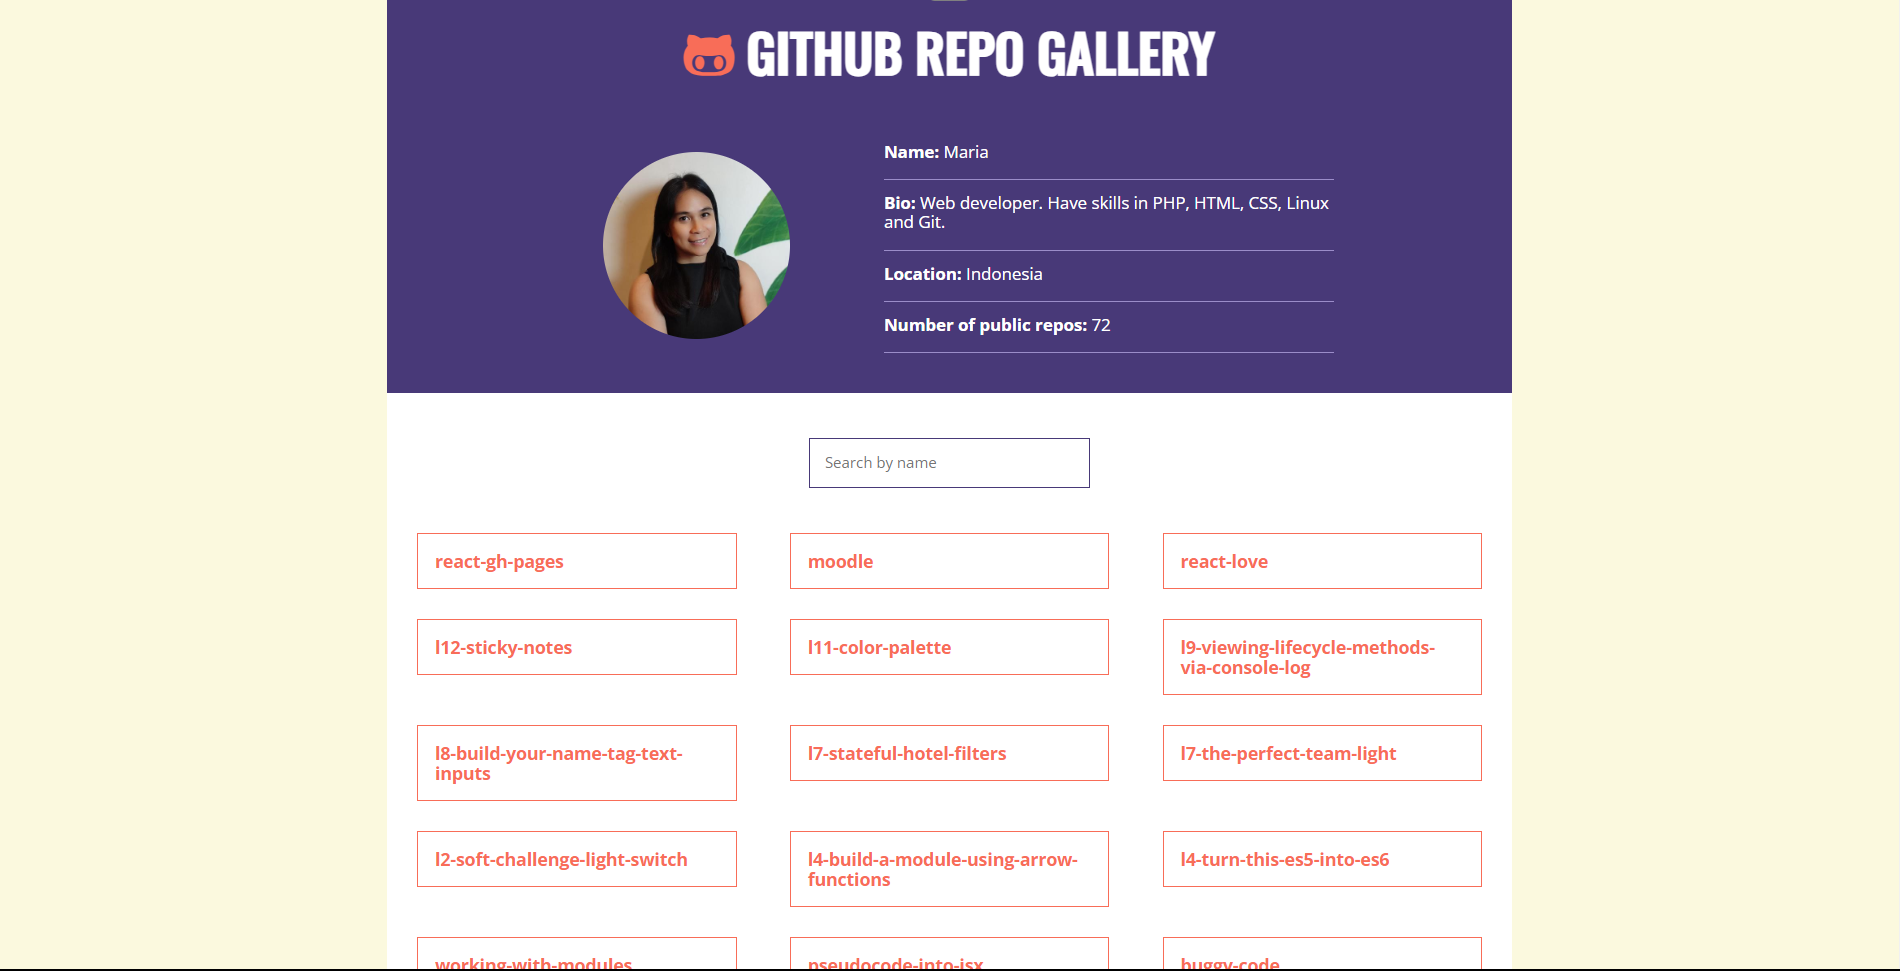 GITHUB REPO GALLERY
Name: Maria
Bio: Web developer. Have skills in PHP, HTML, CSS, Linux
and Git.
Location: Indonesia
Number of public repos: 72
Search by name
react-gh-pages
moodle
react-love
l12-sticky-notes
l11-color-palette
l9-viewing-lifecycle-methods-
via-console-log
l8-build-your-name-tag-text-
inputs
l7-stateful-hotel-filters
l7-the-perfect-team-light
l2-soft-challenge-light-switch
l4-build-a-module-using-arrow-
functions
l4-turn-this-es5-into-es6
working-with-modules
pseudocode-into-jsx
buggy-code